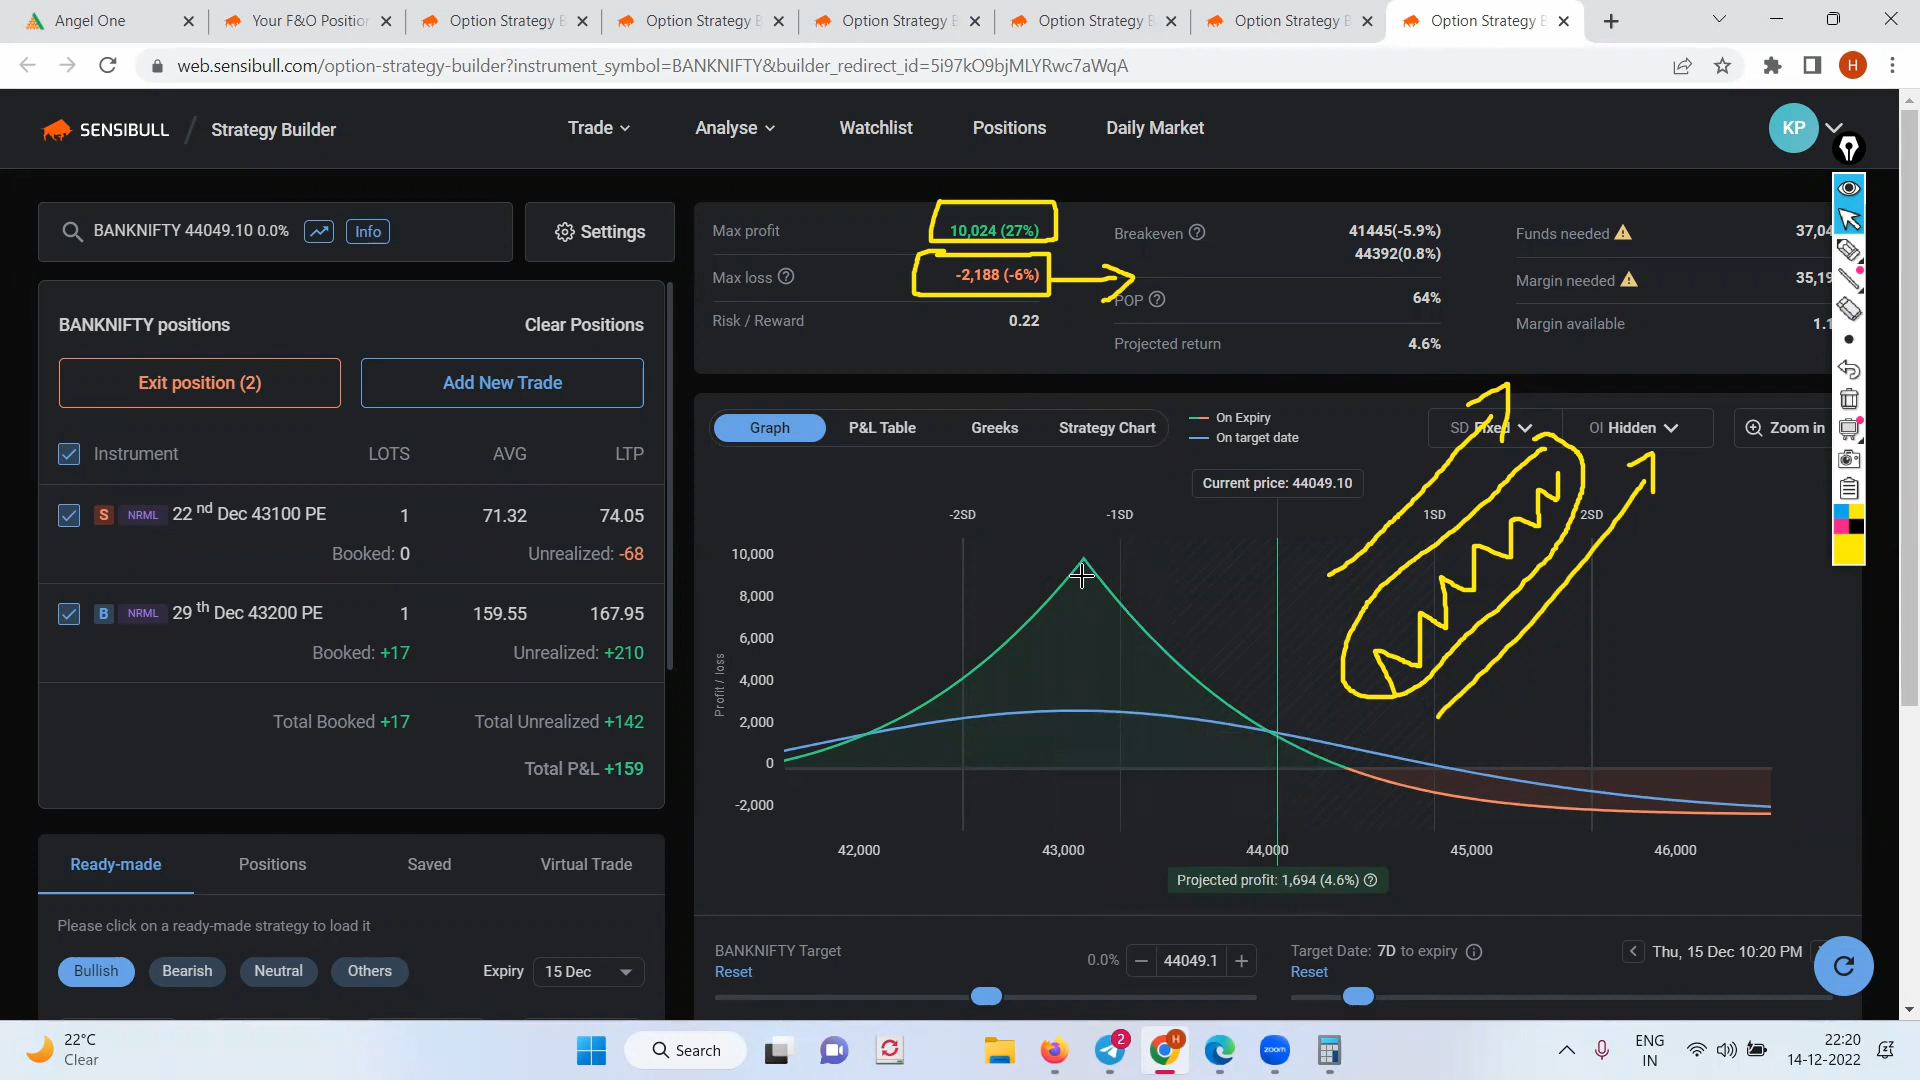 Angel One
Your F&O Position
Option Strategy B
Option Strategy B
Option Strategy B
Option Strategy B
Option Strategy B
Option Strategy B
web.sensibull.com/option-strategy-builder?instrument_symbol=BANKNIFTY&builder_redirect_id=5i97kO9bjMLYRwc7aWqA
H
SENSIBULL / Strategy Builder
Trade
Analyse
Watchlist
Positions
Daily Market
KP
BANKNIFTY 44049.10 0.0%
Info
Settings
Max profit 10,024 (27%)
Max loss -2,188 (-6%)
Risk / Reward 0.22
Breakeven 41445(-5.9%)
44392(0.8%)
POP 64%
Projected return 4.6%
Funds needed 37,04
Margin needed 35,19
Margin available 1.1
BANKNIFTY positions Clear Positions
Exit position (2) Add New Trade
Instrument LOTS AVG LTP
S NRML 22 nd Dec 43100 PE 1 71.32 74.05
Booked: 0 Unrealized: -68
B NRML 29 th Dec 43200 PE 1 159.55 167.95
Booked: +17 Unrealized: +210
Total Booked +17 Total Unrealized +142
Total P&L +159
Graph P&L Table Greeks Strategy Chart
On Expiry
On target date
SD Fixed
OI Hidden
Zoom in
Current price: 44049.10
-2SD -1SD 1SD 2SD
Profit / loss
10,000
8,000
6,000
4,000
2,000
0
-2,000
42,000 43,000 44,000 45,000 46,000
Projected profit: 1,694 (4.6%)
Ready-made Positions Saved Virtual Trade
Please click on a ready-made strategy to load it
Bullish Bearish Neutral Others Expiry 15 Dec
BANKNIFTY Target 0.0% − 44049.1 +
Reset
Target Date: 7D to expiry Thu, 15 Dec 10:20 PM
Reset
22°C
Clear
Search
2
H
zoom
ENG
IN
22:20
14-12-2022